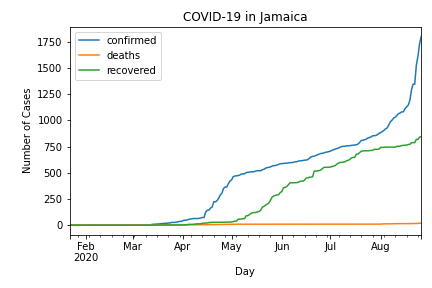 COVID-19 in Jamaica
confirmed
deaths
recovered
Number of Cases
1750
1500
1250
1000
750
500
250
0
Feb
2020
Mar
Apr
May
Jun
Jul
Aug
Day